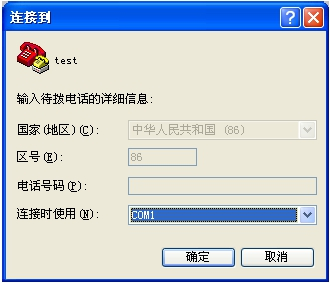 连接到
test
输入待拨电话的详细信息:
国家(地区)(C): 中华人民共和国 (86)
区号(E): 86
电话号码(P):
连接时使用(N): COM1
确定 取消